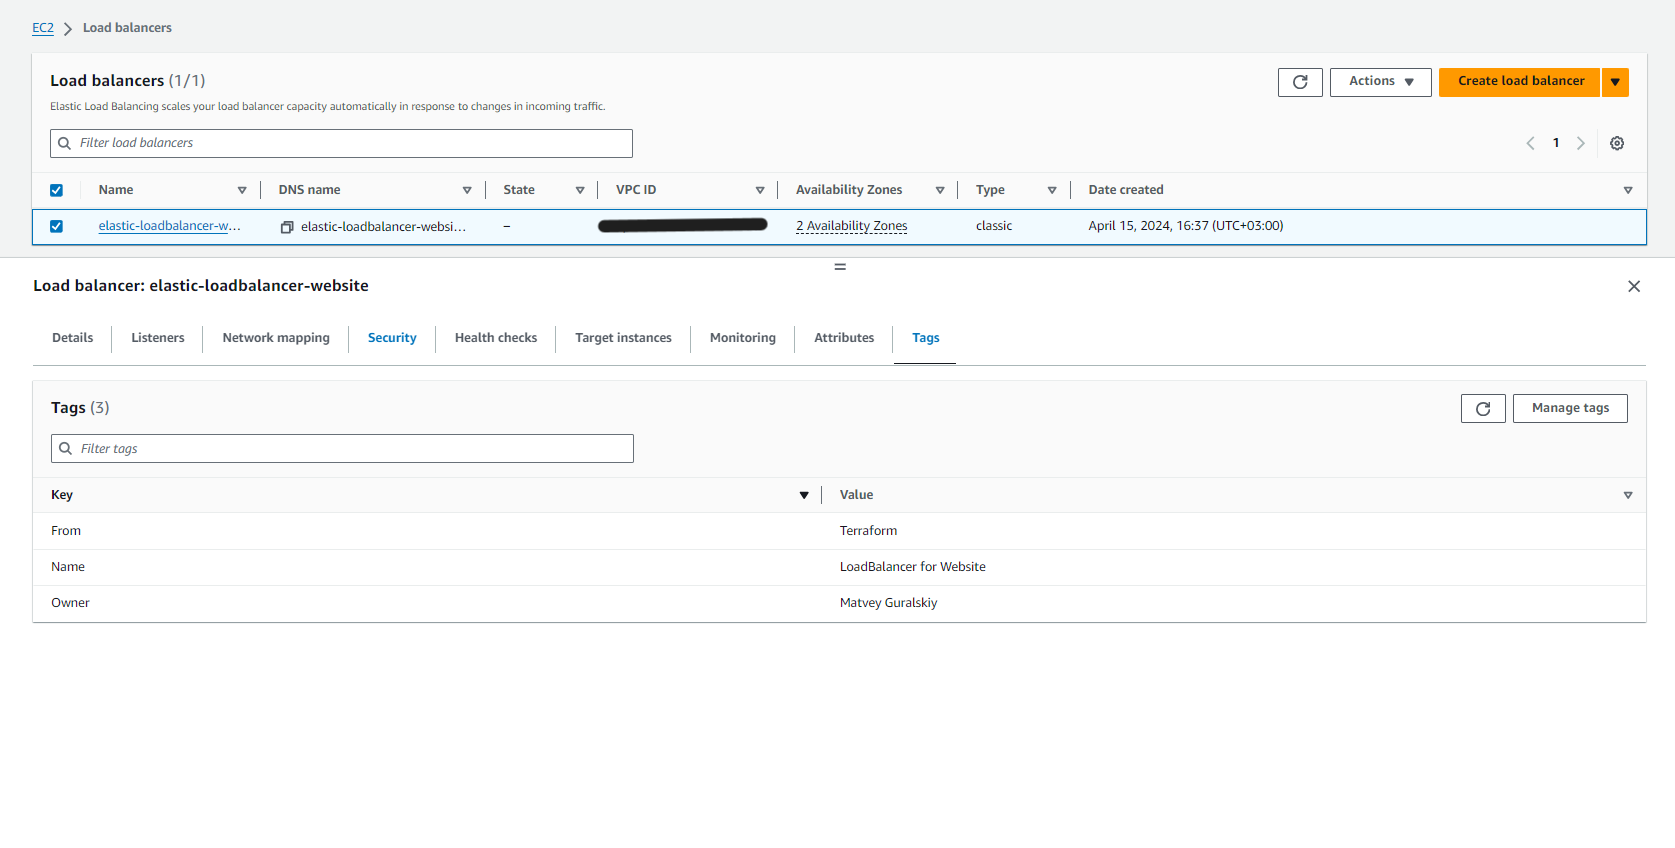 EC2 > Load balancers
Load balancers (1/1)
Actions
Create load balancer
Elastic Load Balancing scales your load balancer capacity automatically in response to changes in incoming traffic.
Filter load balancers
1
Name DNS name State VPC ID Availability Zones Type Date created
elastic-loadbalancer-w... elastic-loadbalancer-websi... – 2 Availability Zones classic April 15, 2024, 16:37 (UTC+03:00)
Load balancer: elastic-loadbalancer-website
Details Listeners Network mapping Security Health checks Target instances Monitoring Attributes Tags
Tags (3)
Manage tags
Filter tags
Key Value
From Terraform
Name LoadBalancer for Website
Owner Matvey Guralskiy